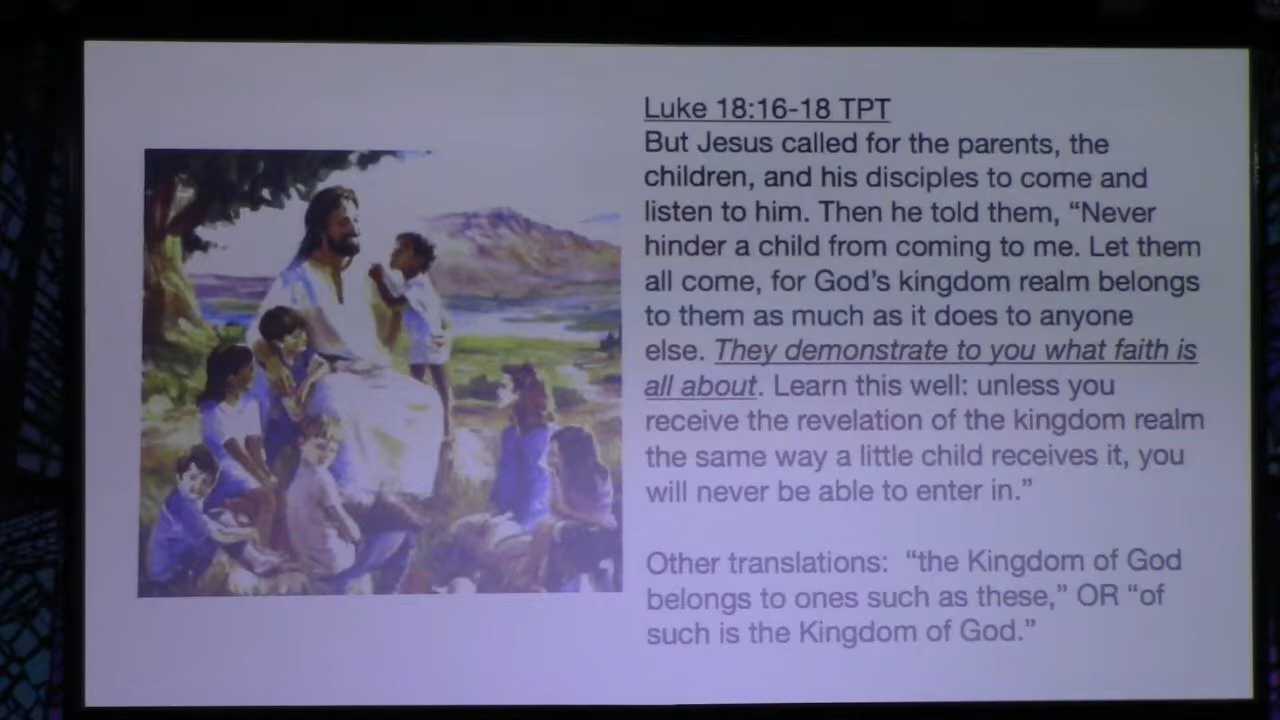 Luke 18:16-18 TPT
But Jesus called for the parents, the
children, and his disciples to come and
listen to him. Then he told them, “Never
hinder a child from coming to me. Let them
all come, for God’s kingdom realm belongs
to them as much as it does to anyone
else. They demonstrate to you what faith is
all about. Learn this well: unless you
receive the revelation of the kingdom realm
the same way a little child receives it, you
will never be able to enter in.”
Other translations: “the Kingdom of God
belongs to ones such as these,” OR “of
such is the Kingdom of God.”